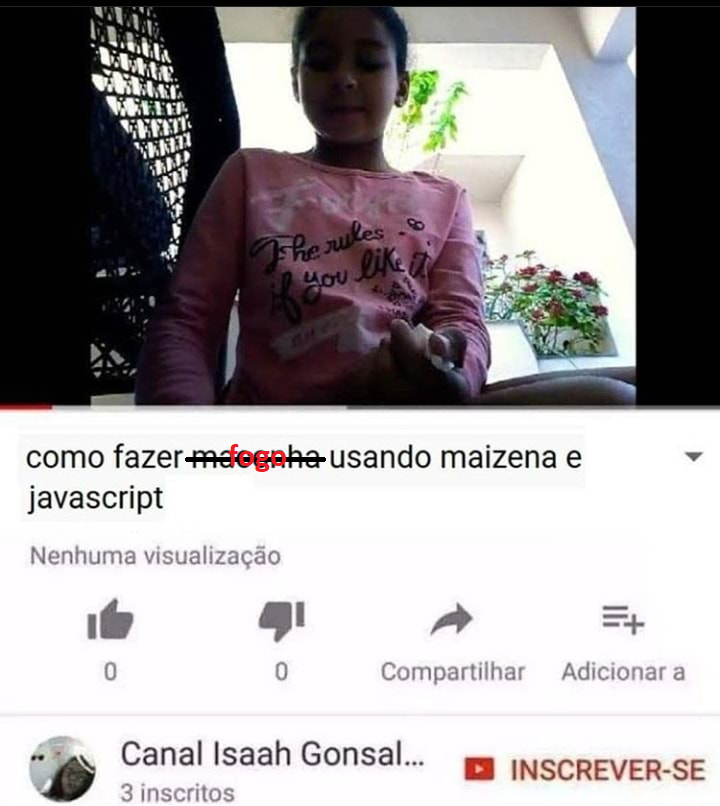 The rules
if you like it
como fazer maconha fogo usando maizena e
javascript
Nenhuma visualização
0 0 Compartilhar Adicionar a
Canal Isaah Gonsal...
INSCREVER-SE
3 inscritos